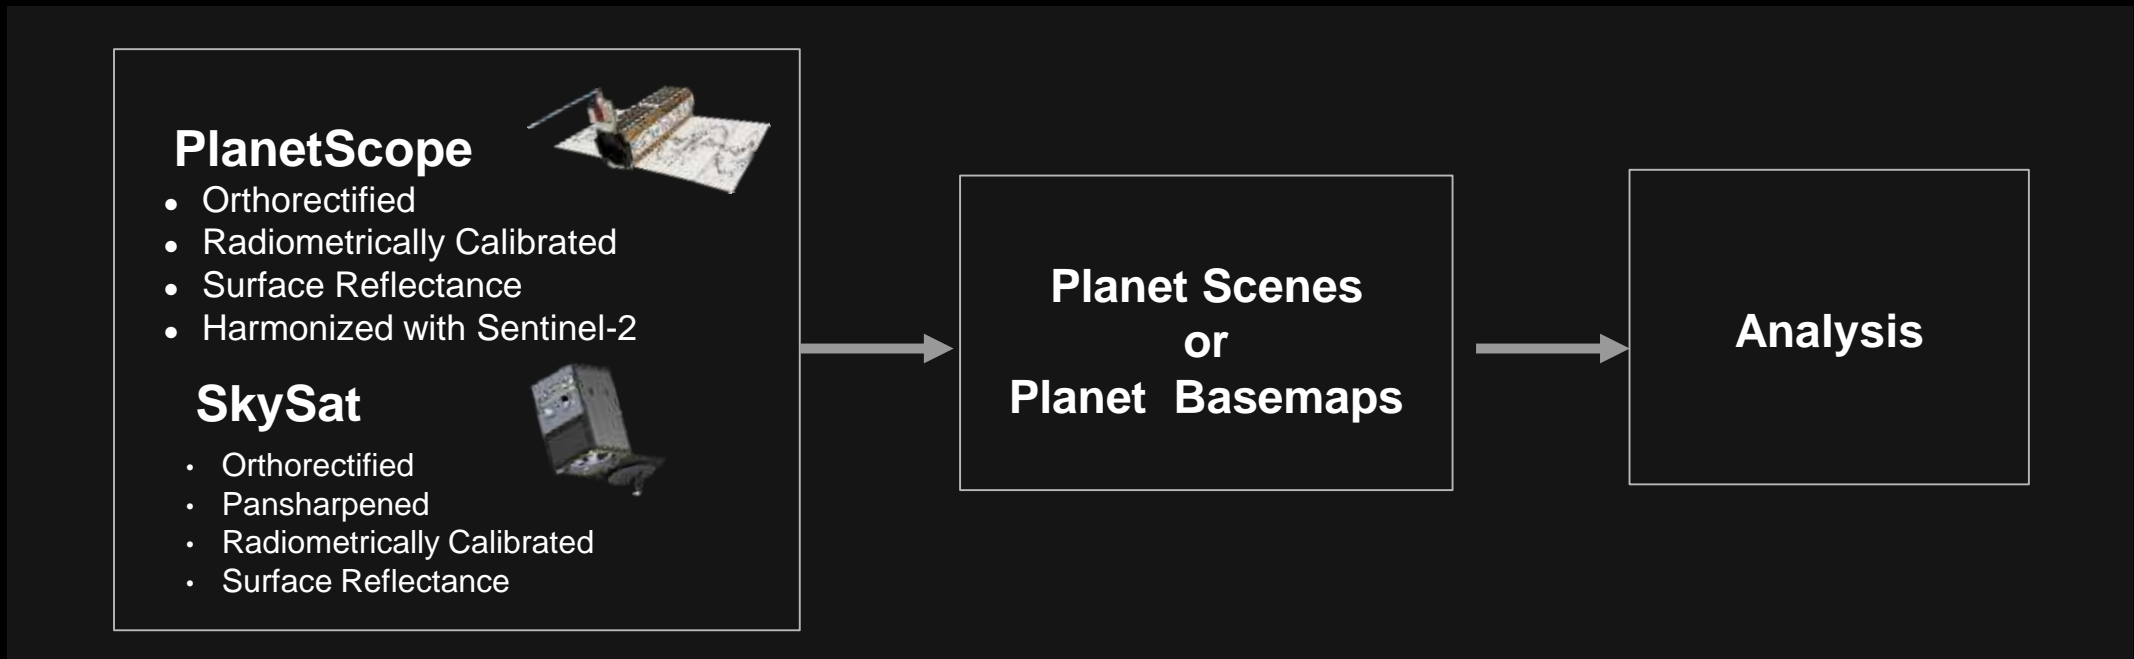 PlanetScope
● Orthorectified
● Radiometrically Calibrated
● Surface Reflectance
● Harmonized with Sentinel-2
SkySat
• Orthorectified
• Pansharpened
• Radiometrically Calibrated
• Surface Reflectance
Planet Scenes
or
Planet Basemaps
Analysis